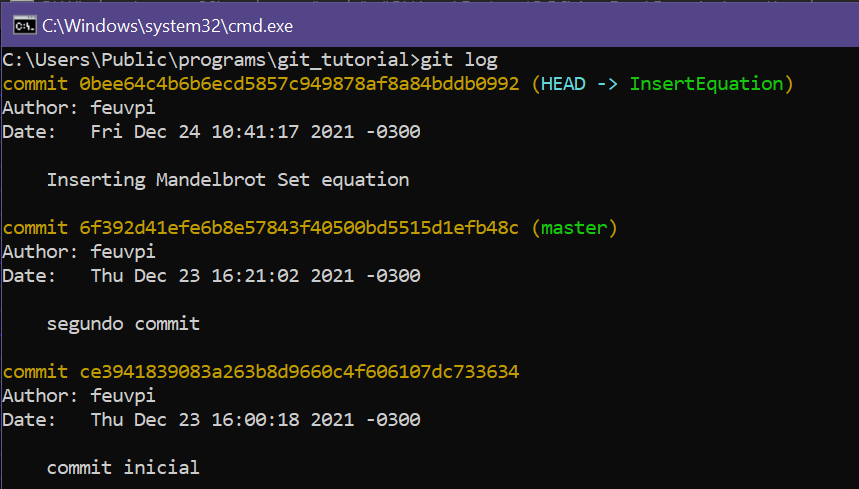 C:\Windows\system32\cmd.exe
C:\Users\Public\programs\git_tutorial>git log
commit 0bee64c4b6b6ecd5857c949878af8a84bddb0992 (HEAD -> InsertEquation)
Author: feuvpi
Date:   Fri Dec 24 10:41:17 2021 -0300
Inserting Mandelbrot Set equation
commit 6f392d41efe6b8e57843f40500bd5515d1efb48c (master)
Author: feuvpi
Date:   Thu Dec 23 16:21:02 2021 -0300
segundo commit
commit ce3941839083a263b8d9660c4f606107dc733634
Author: feuvpi
Date:   Thu Dec 23 16:00:18 2021 -0300
commit inicial